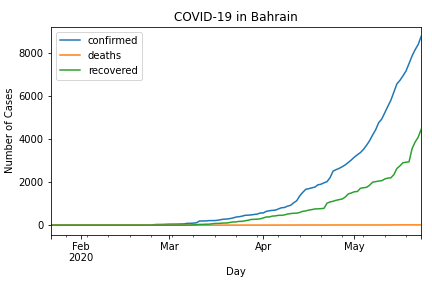 COVID-19 in Bahrain
confirmed
deaths
recovered
Number of Cases
8000
6000
4000
2000
0
Feb
2020
Mar
Apr
May
Day